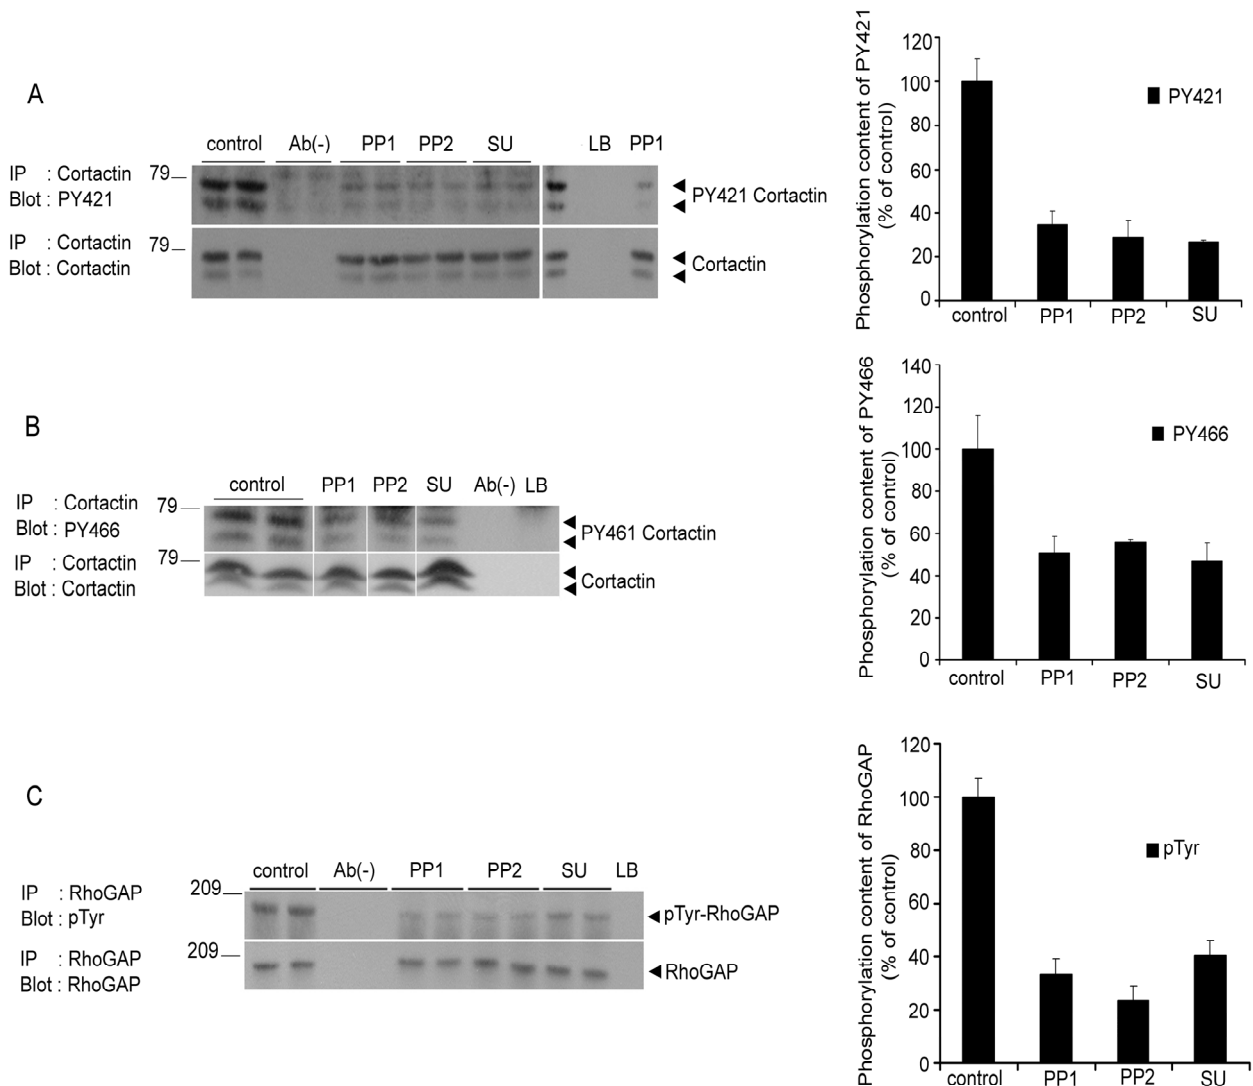 A
control Ab(-) PP1 PP2 SU LB PP1
IP : Cortactin
Blot : PY421
79
PY421 Cortactin
IP : Cortactin
Blot : Cortactin
79
Cortactin
Phosphorylation content of PY421
(% of control)
120
100
80
60
40
20
0
PY421
control PP1 PP2 SU
B
control PP1 PP2 SU Ab(-) LB
IP : Cortactin
Blot : PY466
79
PY461 Cortactin
IP : Cortactin
Blot : Cortactin
79
Cortactin
Phosphorylation content of PY466
(% of control)
140
120
100
80
60
40
20
0
PY466
control PP1 PP2 SU
C
control Ab(-) PP1 PP2 SU LB
IP : RhoGAP
Blot : pTyr
209
pTyr-RhoGAP
IP : RhoGAP
Blot : RhoGAP
209
RhoGAP
Phosphorylation content of RhoGAP
(% of control)
120
100
80
60
40
20
0
pTyr
control PP1 PP2 SU